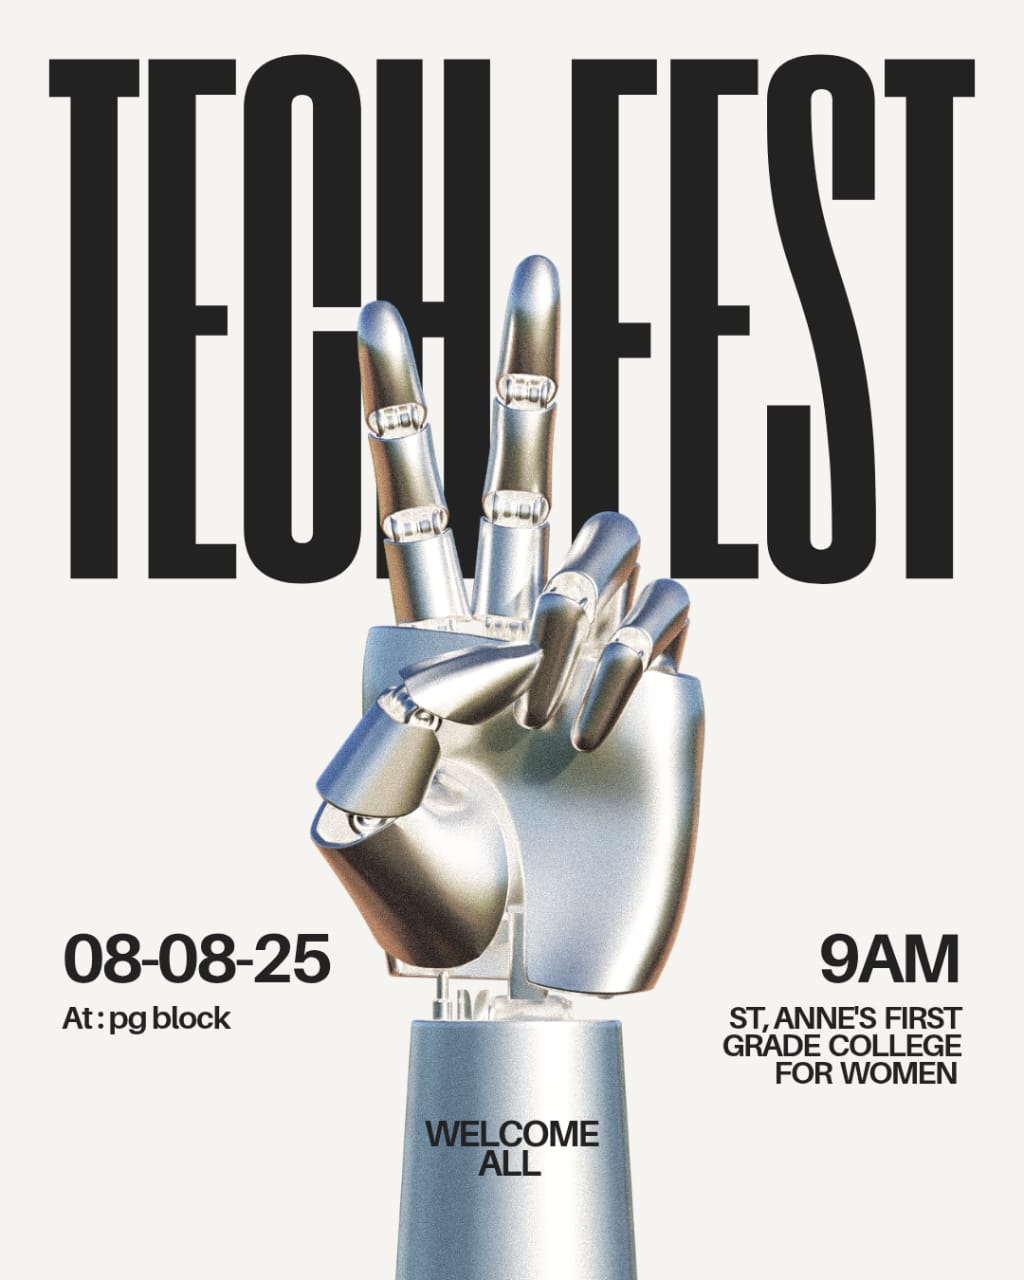 TECH FEST
08-08-25
At : pg block
9AM
ST, ANNE'S FIRST
GRADE COLLEGE
FOR WOMEN
WELCOME
ALL